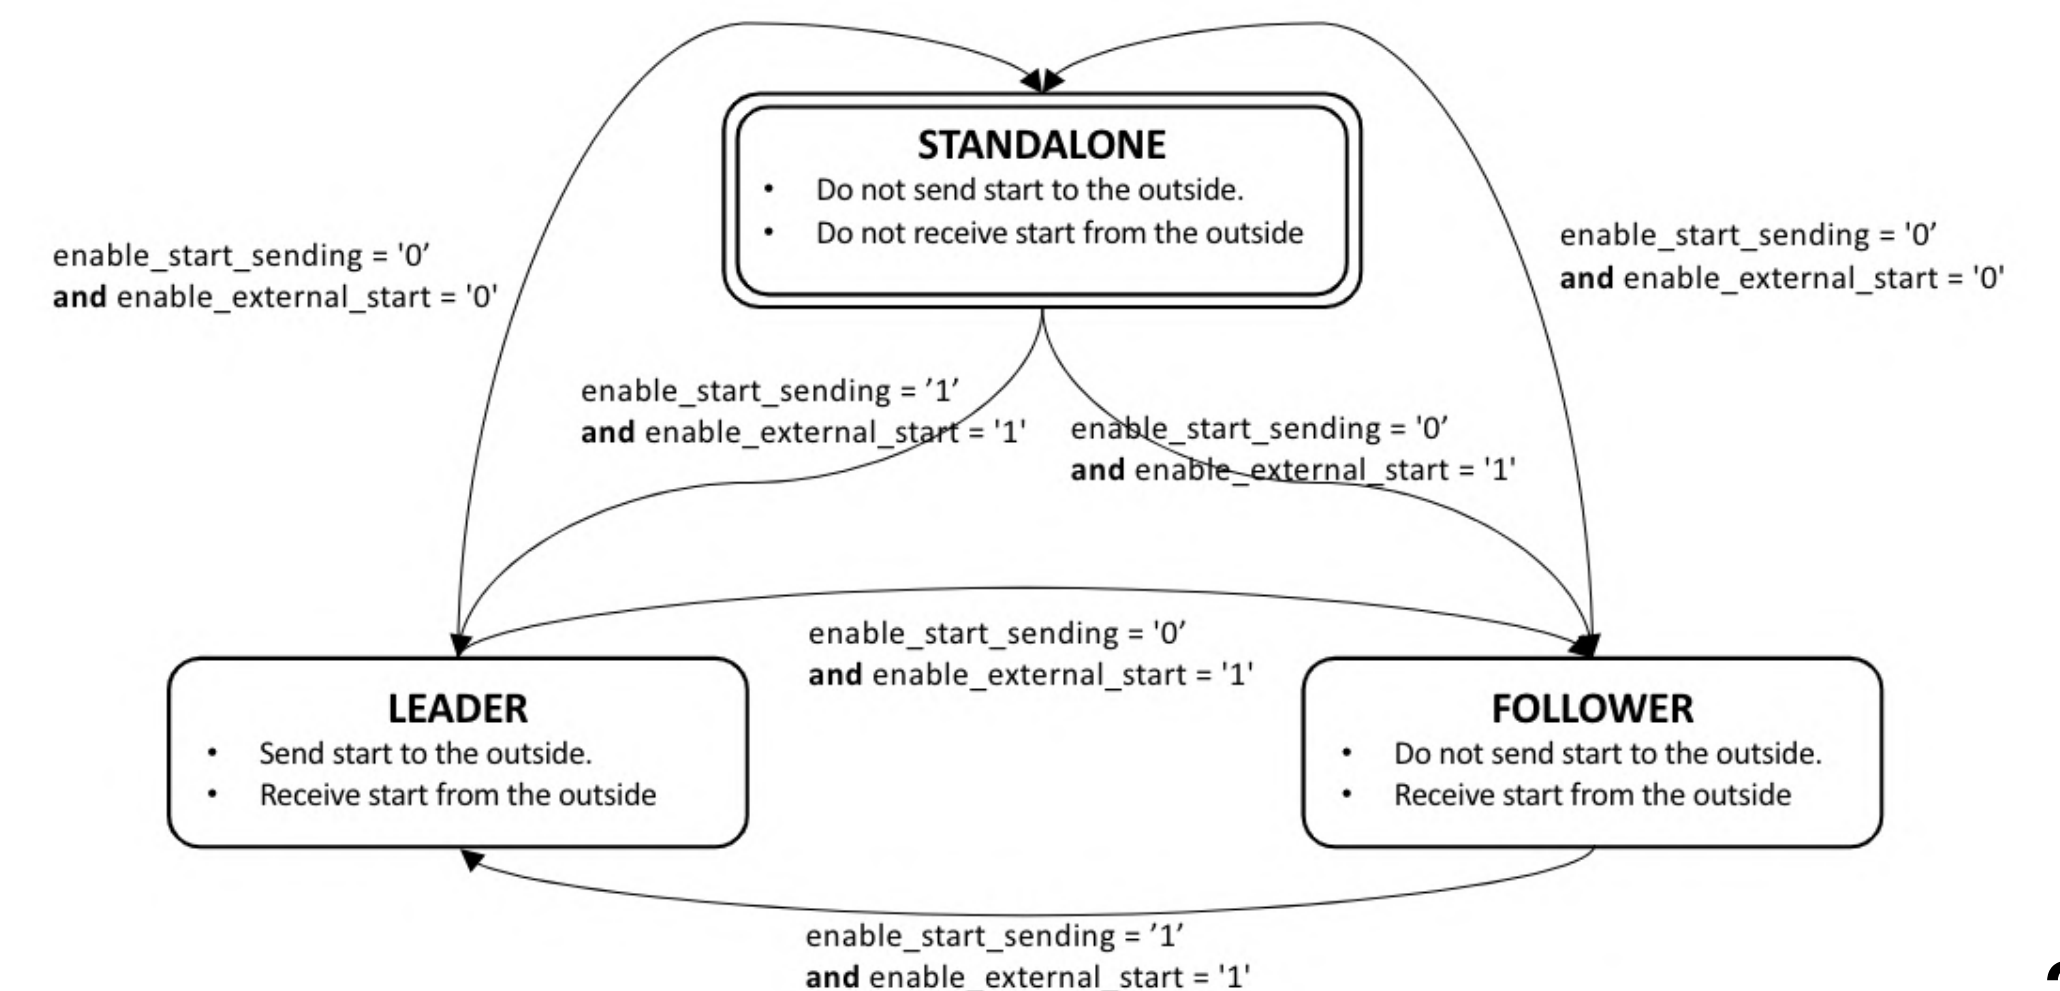 STANDALONE
• Do not send start to the outside.
• Do not receive start from the outside
enable_start_sending = '0’
and enable_external_start = '0'
enable_start_sending = '0’
and enable_external_start = '0'
enable_start_sending = ’1’
and enable_external_start = '1'
enable_start_sending = '0’
and enable_external_start = '1'
enable_start_sending = '0’
and enable_external_start = '1'
LEADER
• Send start to the outside.
• Receive start from the outside
FOLLOWER
• Do not send start to the outside.
• Receive start from the outside
enable_start_sending = ’1’
and enable_external_start = '1'